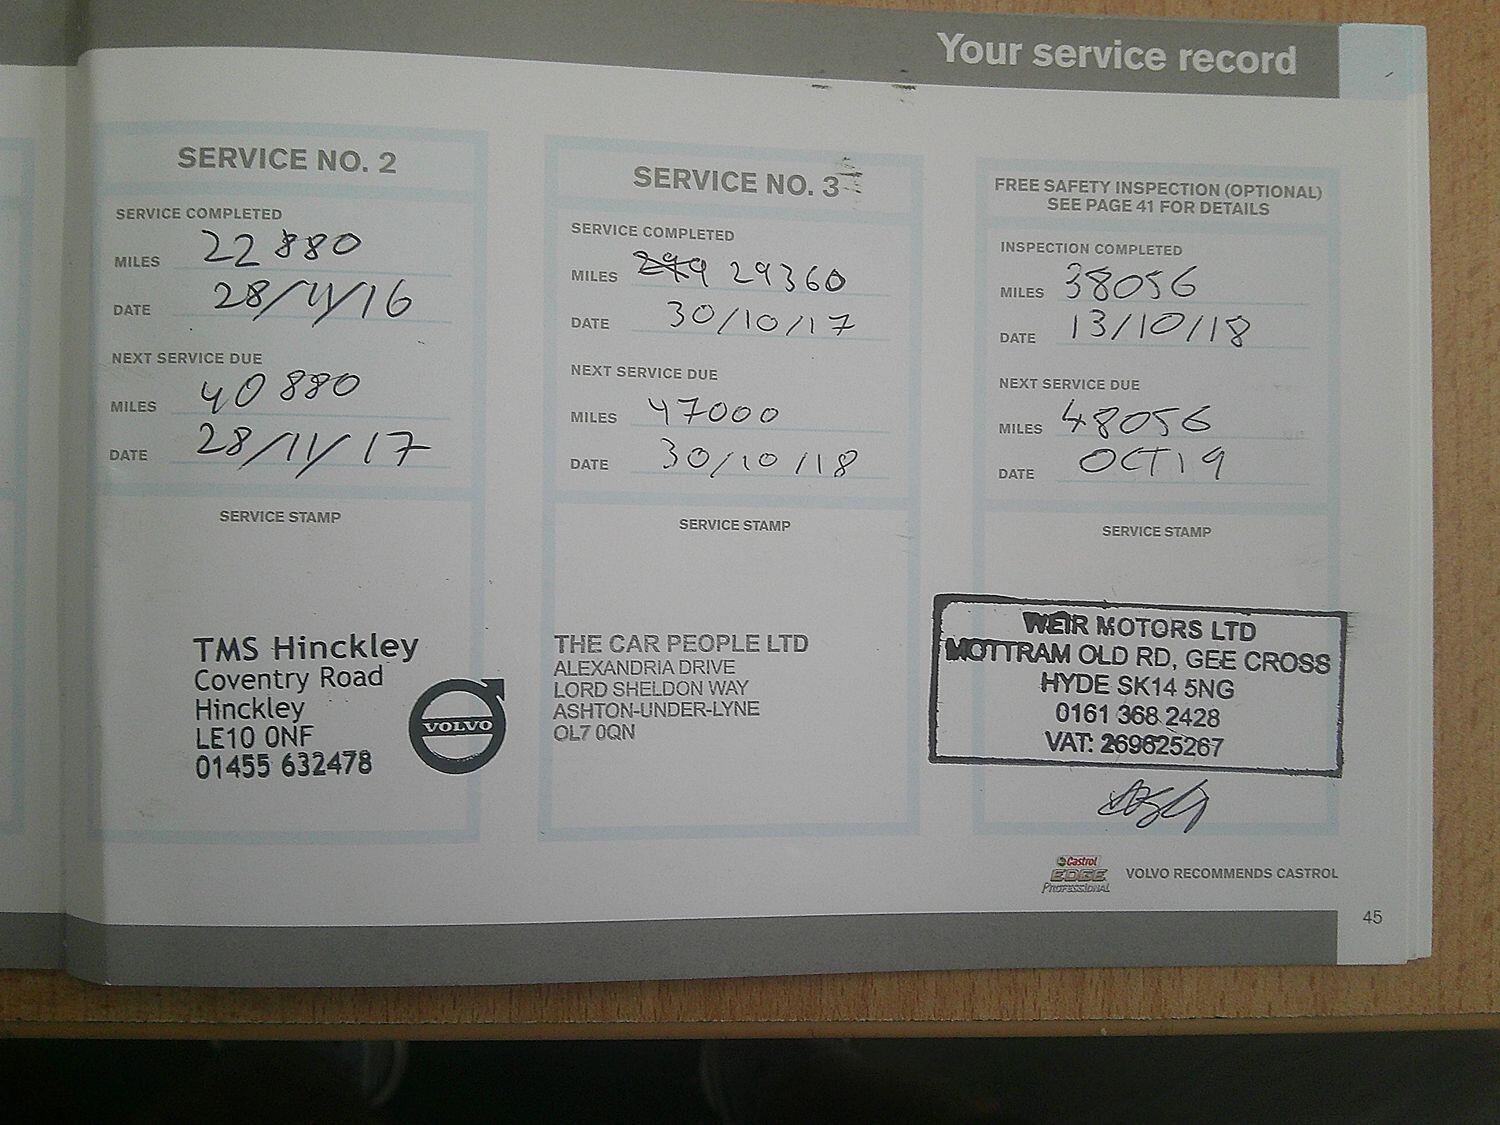 Your service record
SERVICE NO. 2
SERVICE COMPLETED
MILES 22880
DATE 28/11/16
NEXT SERVICE DUE
MILES 40880
DATE 28/11/17
SERVICE STAMP
TMS Hinckley
Coventry Road
Hinckley
LE10 0NF
01455 632478
VOLVO
SERVICE NO. 3
SERVICE COMPLETED
MILES 29360
DATE 30/10/17
NEXT SERVICE DUE
MILES 47000
DATE 30/10/18
SERVICE STAMP
THE CAR PEOPLE LTD
ALEXANDRIA DRIVE
LORD SHELDON WAY
ASHTON-UNDER-LYNE
OL7 0QN
FREE SAFETY INSPECTION (OPTIONAL)
SEE PAGE 41 FOR DETAILS
INSPECTION COMPLETED
MILES 38056
DATE 13/10/18
NEXT SERVICE DUE
MILES 48056
DATE OCT 19
SERVICE STAMP
WEIR MOTORS LTD
MOTTRAM OLD RD, GEE CROSS
HYDE SK14 5NG
0161 368 2428
VAT: 269625267
Castrol
EDGE
PROFESSIONAL
VOLVO RECOMMENDS CASTROL
45